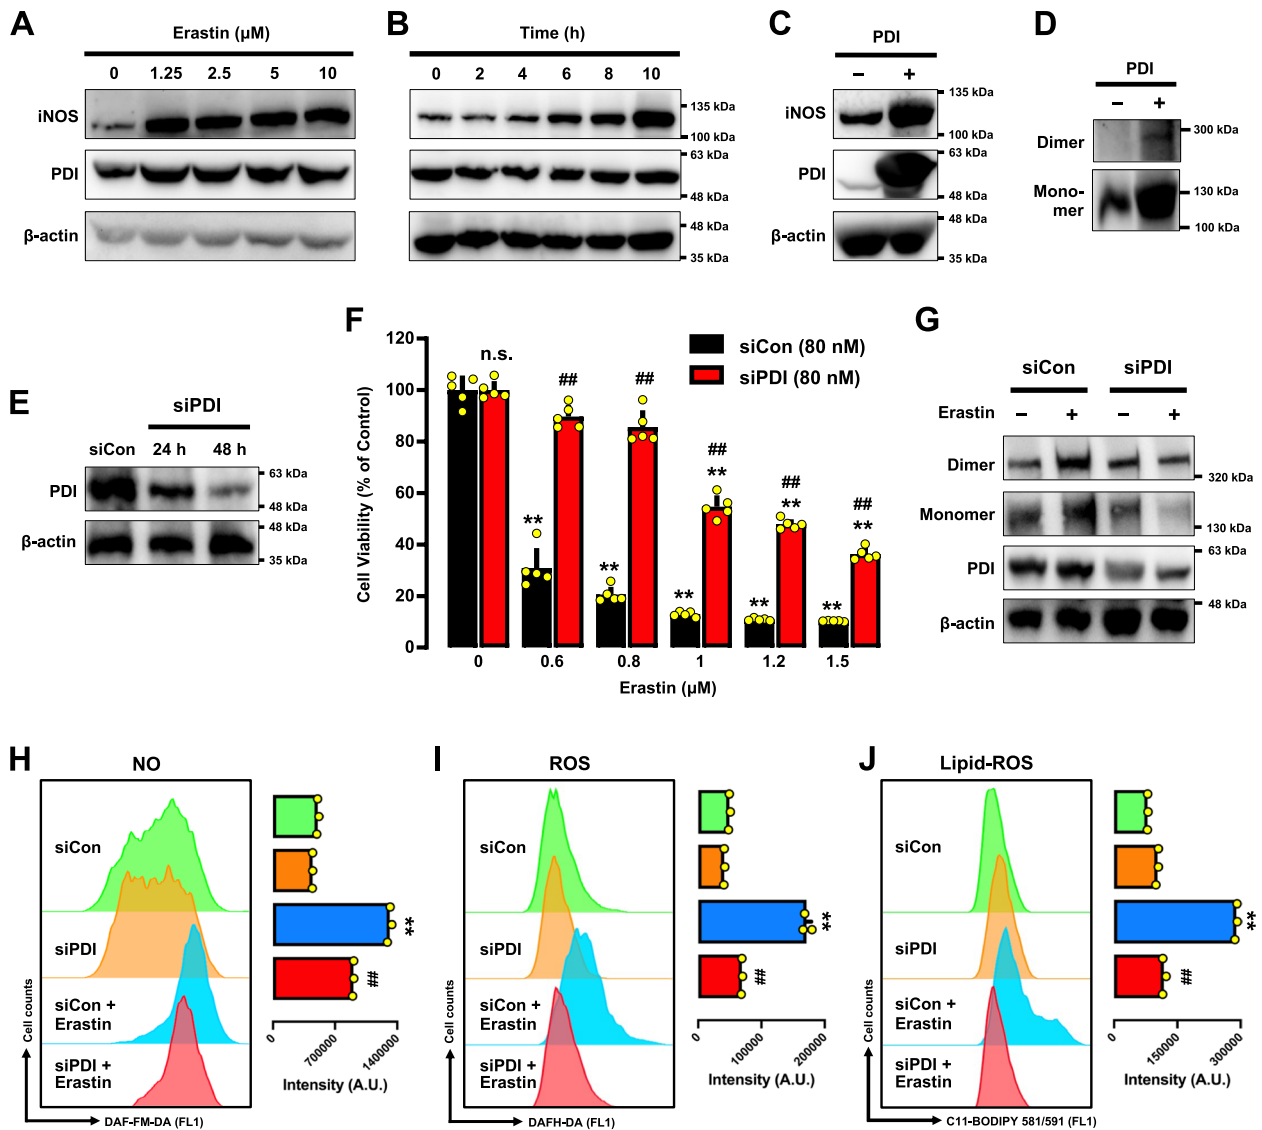 A
Erastin (µM)
0 1.25 2.5 5 10
iNOS
PDI
β-actin
B
Time (h)
0 2 4 6 8 10
135 kDa
100 kDa
63 kDa
48 kDa
48 kDa
35 kDa
C
PDI
– +
iNOS
135 kDa
100 kDa
PDI
63 kDa
48 kDa
β-actin
48 kDa
35 kDa
D
PDI
– +
Dimer
300 kDa
Mono-
mer
130 kDa
100 kDa
E
siPDI
siCon 24 h 48 h
PDI
63 kDa
48 kDa
β-actin
48 kDa
35 kDa
F
Cell Viability (% of Control)
120
100
80
60
40
20
0
n.s.
siCon (80 nM)
siPDI (80 nM)
**
##
**
##
**
##
**
**
##
**
**
##
**
0 0.6 0.8 1 1.2 1.5
Erastin (µM)
G
siCon siPDI
Erastin – + – +
Dimer
320 kDa
Monomer
130 kDa
PDI
63 kDa
β-actin
48 kDa
H
NO
siCon
siPDI
siCon +
Erastin
siPDI +
Erastin
Cell counts
DAF-FM-DA (FL1)
**
##
0 700000 1400000
Intensity (A.U.)
I
ROS
siCon
siPDI
siCon +
Erastin
siPDI +
Erastin
Cell counts
DAFH-DA (FL1)
**
##
0 100000 200000
Intensity (A.U.)
J
Lipid-ROS
siCon
siPDI
siCon +
Erastin
siPDI +
Erastin
Cell counts
C11-BODIPY 581/591 (FL1)
**
##
0 150000 300000
Intensity (A.U.)